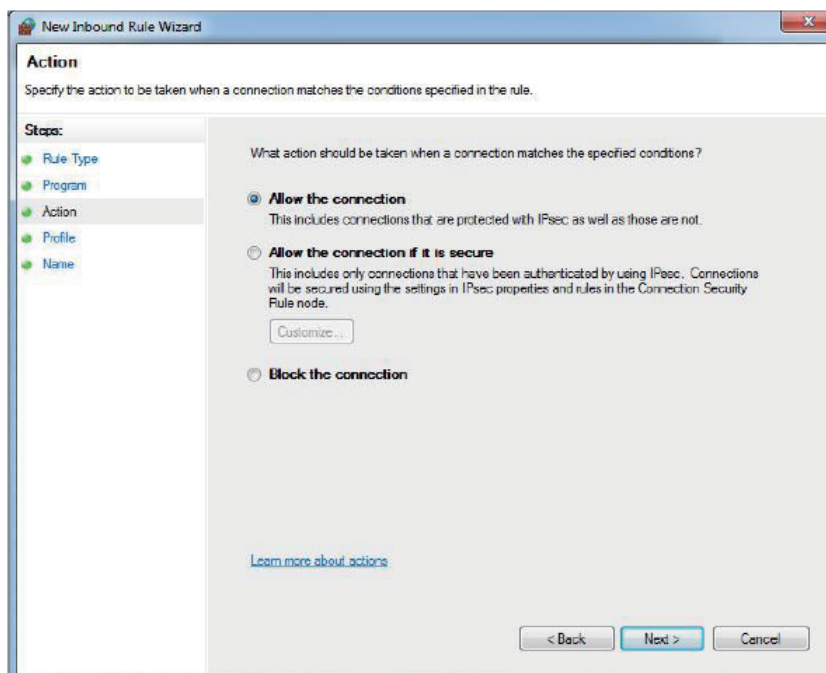 New Inbound Rule Wizard
Action
Specify the action to be taken when a connection matches the conditions specified in the rule.
Steps:
Rule Type
Program
Action
Profile
Name
What action should be taken when a connection matches the specified conditions?
Allow the connection
This includes connections that are protected with IPsec as well as those are not.
Allow the connection if it is secure
This includes only connections that have been authenticated by using IPsec. Connections
will be secured using the settings in IPsec properties and rules in the Connection Security
Rule node.
Customize...
Block the connection
Learn more about actions
< Back
Next >
Cancel